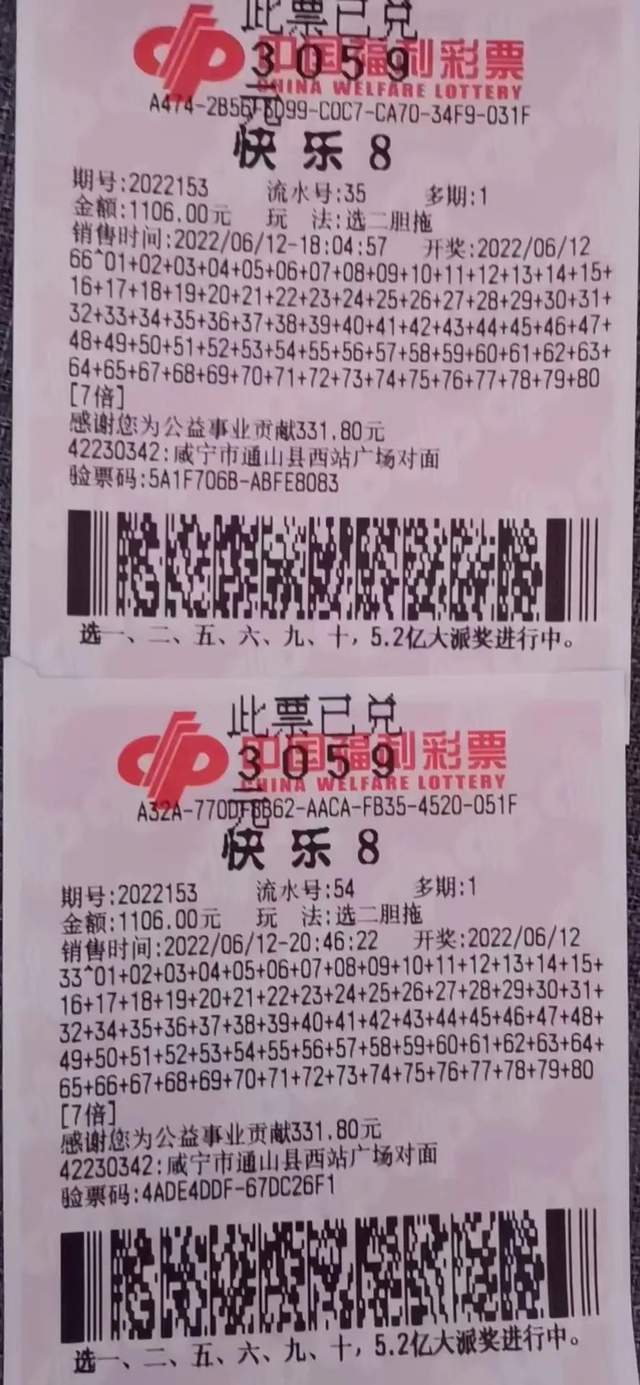 此票已兑
3059
元
中国福利彩票
CHINA WELFARE LOTTERY
快乐8
期号:2022153 流水号:35 多期:1
金额:1106.00元 玩 法:选二胆拖
销售时间:2022/06/12-18:04:57 开奖:2022/06/12
66^01+02+03+04+05+06+07+08+09+10+11+12+13+14+15+
16+17+18+19+20+21+22+23+24+25+26+27+28+29+30+31+
32+33+34+35+36+37+38+39+40+41+42+43+44+45+46+47+
48+49+50+51+52+53+54+55+56+57+58+59+60+61+62+63+
64+65+67+68+69+70+71+72+73+74+75+76+77+78+79+80
[7倍]
感谢您为公益事业贡献331.80元
42230342:咸宁市通山县西站广场对面
验票码:5A1F706B-ABFE8083
选一、二、五、六、九、十，5.2亿大派奖进行中。
此票已兑
3059
元
中国福利彩票
CHINA WELFARE LOTTERY
快乐8
期号:2022153 流水号:54 多期:1
金额:1106.00元 玩 法:选二胆拖
销售时间:2022/06/12-20:46:22 开奖:2022/06/12
33^01+02+03+04+05+06+07+08+09+10+11+12+13+14+15+
16+17+18+19+20+21+22+23+24+25+26+27+28+29+30+31+
32+34+35+36+37+38+39+40+41+42+43+44+45+46+47+48+
49+50+51+52+53+54+55+56+57+58+59+60+61+62+63+64+
65+66+67+68+69+70+71+72+73+74+75+76+77+78+79+80
[7倍]
感谢您为公益事业贡献331.80元
42230342:咸宁市通山县西站广场对面
验票码:4ADE4DDF-67DC26F1
选一、二、五、六、九、十，5.2亿大派奖进行中。